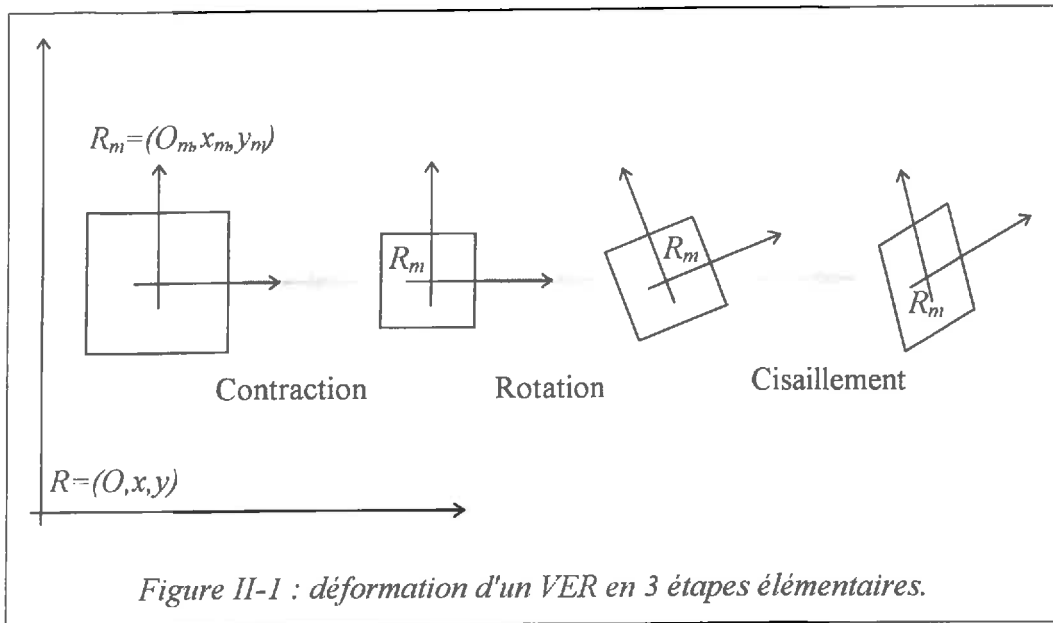 R_m=(O_m,x_m,y_m)
R_m
R_m
R_m
Contraction
Rotation
Cisaillement
R=(O,x,y)
Figure II-1 : déformation d'un VER en 3 étapes élémentaires.